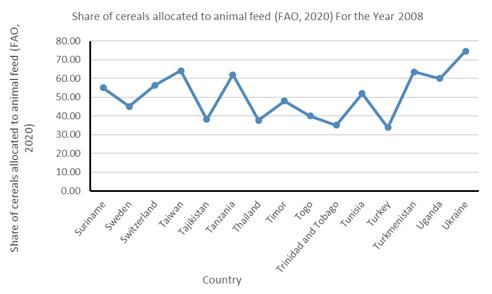 Share of cereals allocated to animal feed (FAO, 2020) For the Year 2008
Share of cereals allocated to animal feed (FAO,
2020)
80.00
70.00
60.00
50.00
40.00
30.00
20.00
10.00
0.00
Suriname
Sweden
Switzerland
Taiwan
Tajikistan
Tanzania
Thailand
Timor
Togo
Trinidad and Tobago
Tunisia
Turkey
Turkmenistan
Uganda
Ukraine
Country